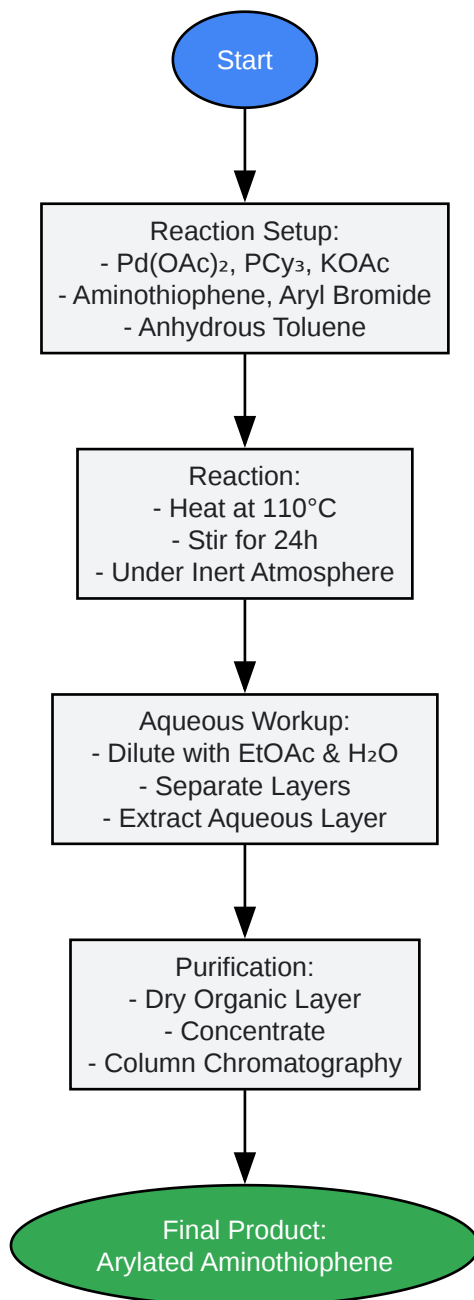 Start
Reaction Setup:
- Pd(OAc)₂, PCy₃, KOAc
- Aminothiophene, Aryl Bromide
- Anhydrous Toluene
Reaction:
- Heat at 110°C
- Stir for 24h
- Under Inert Atmosphere
Aqueous Workup:
- Dilute with EtOAc & H₂O
- Separate Layers
- Extract Aqueous Layer
Purification:
- Dry Organic Layer
- Concentrate
- Column Chromatography
Final Product:
Arylated Aminothiophene